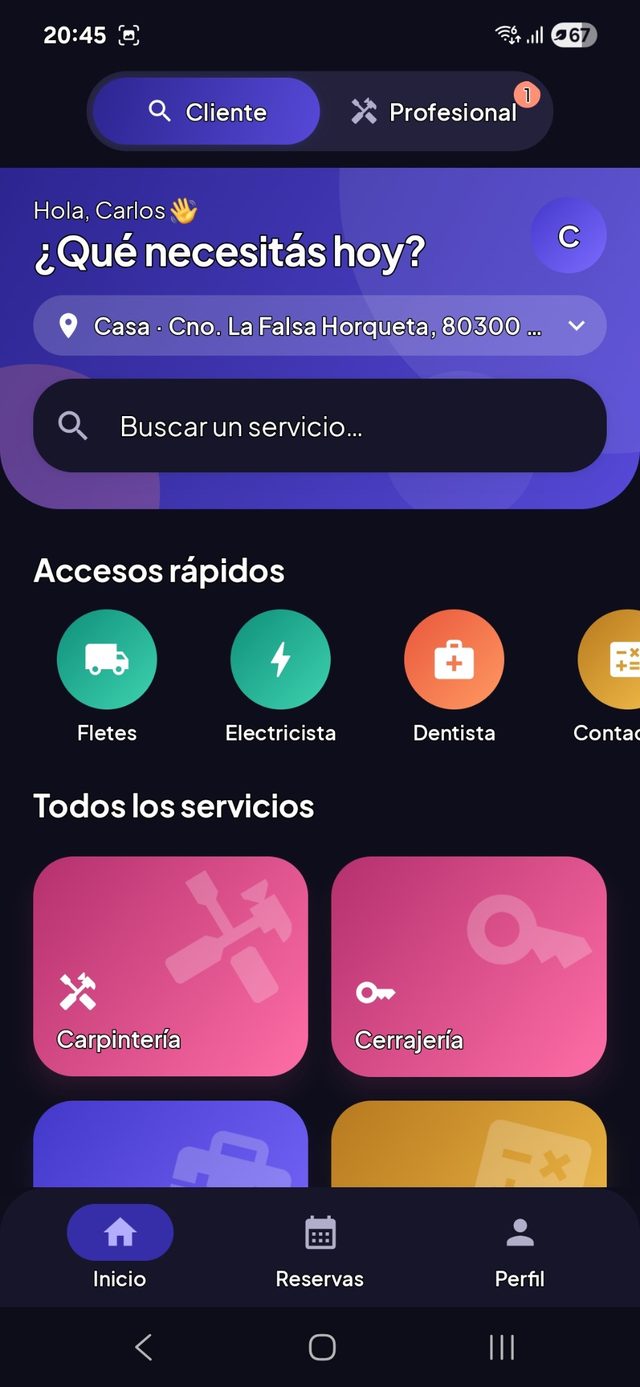 20:45
67
Cliente
Profesional
1
Hola, Carlos 👋
¿Qué necesitás hoy?
C
Casa · Cno. La Falsa Horqueta, 80300 ...
Buscar un servicio...
Accesos rápidos
Fletes
Electricista
Dentista
Contac
Todos los servicios
Carpintería
Cerrajería
Inicio
Reservas
Perfil